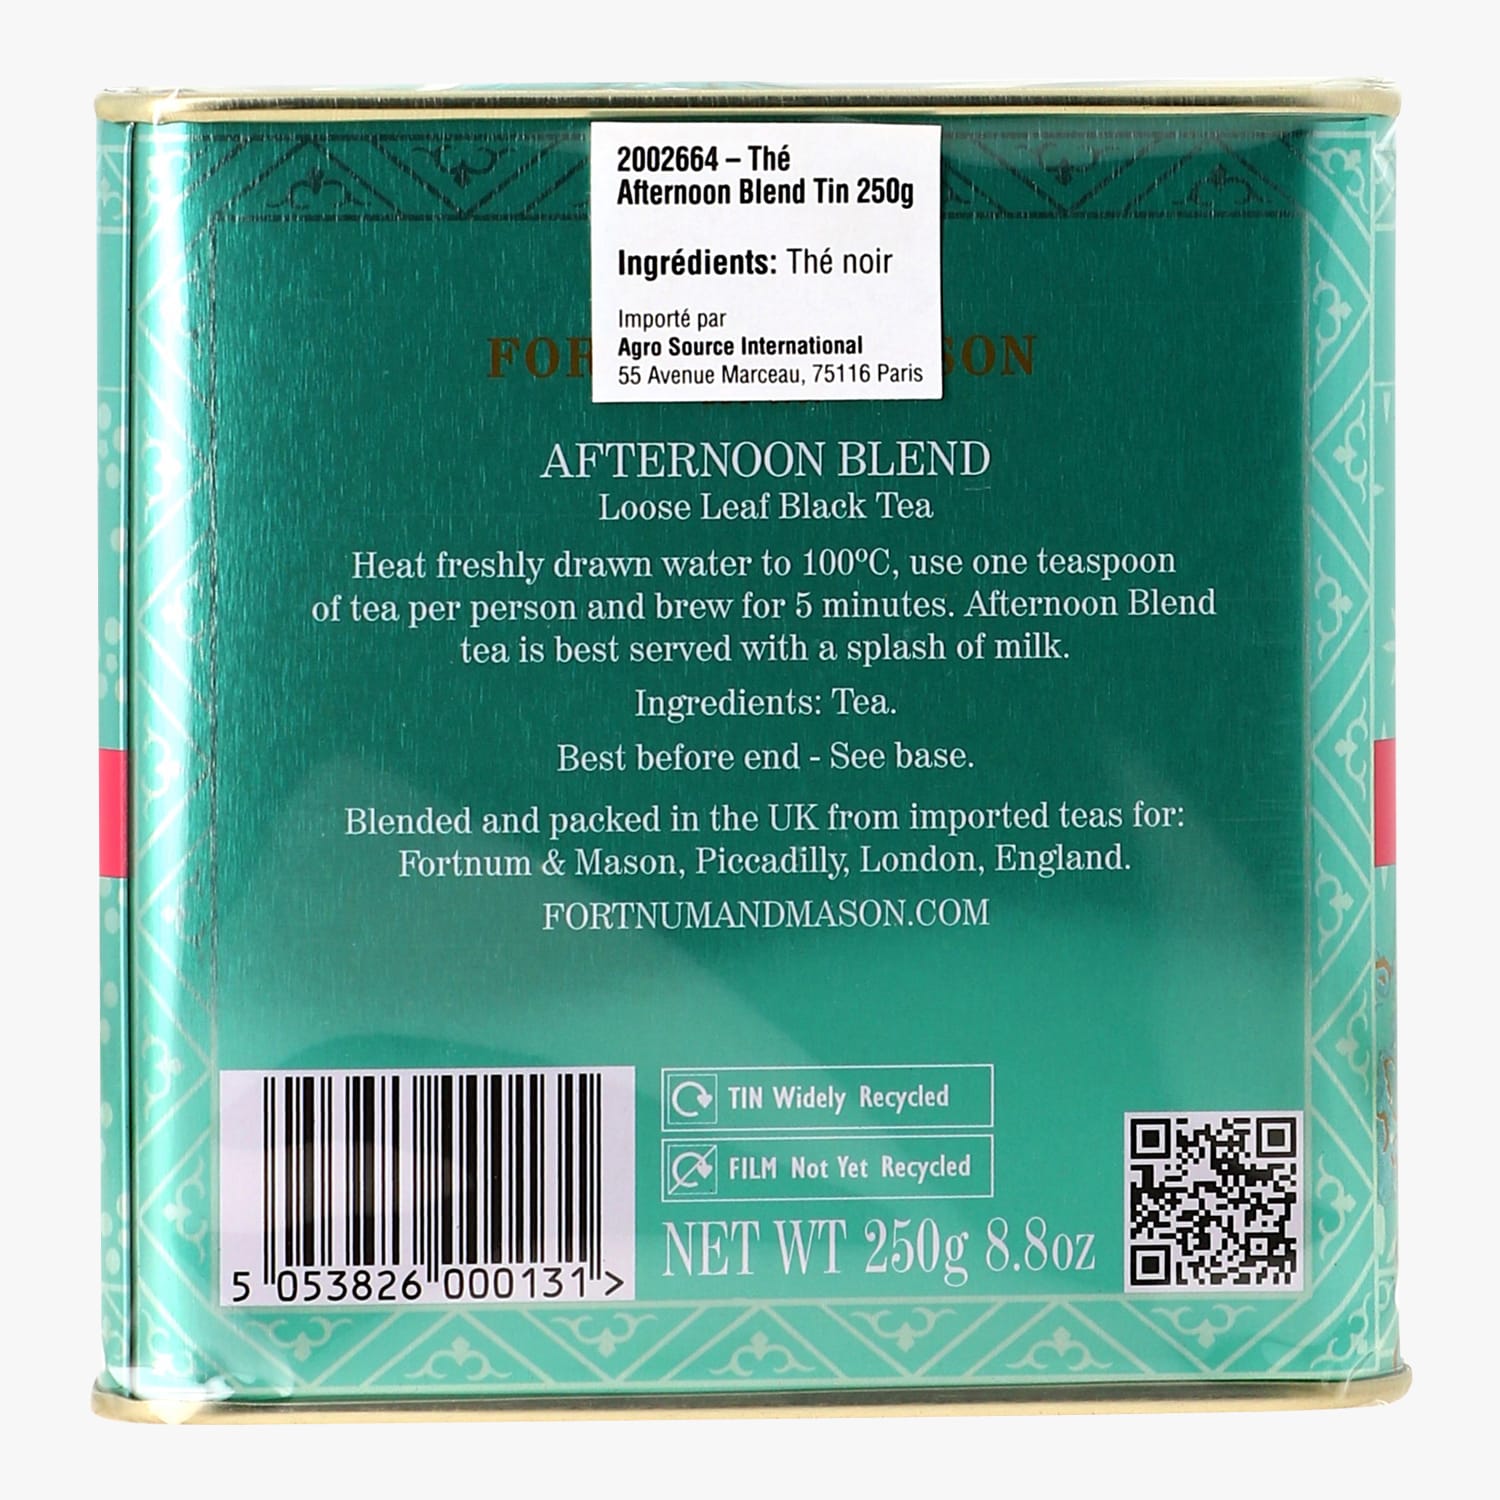 2002664 – Thé
Afternoon Blend Tin 250g
Ingrédients: Thé noir
Importé par
Agro Source International
55 Avenue Marceau, 75116 Paris
AFTERNOON BLEND
Loose Leaf Black Tea
Heat freshly drawn water to 100ºC, use one teaspoon
of tea per person and brew for 5 minutes. Afternoon Blend
tea is best served with a splash of milk.
Ingredients: Tea.
Best before end - See base.
Blended and packed in the UK from imported teas for:
Fortnum & Mason, Piccadilly, London, England.
FORTNUMANDMASON.COM
TIN Widely Recycled
FILM Not Yet Recycled
NET WT 250g 8.8oz
5 053826 000131 >